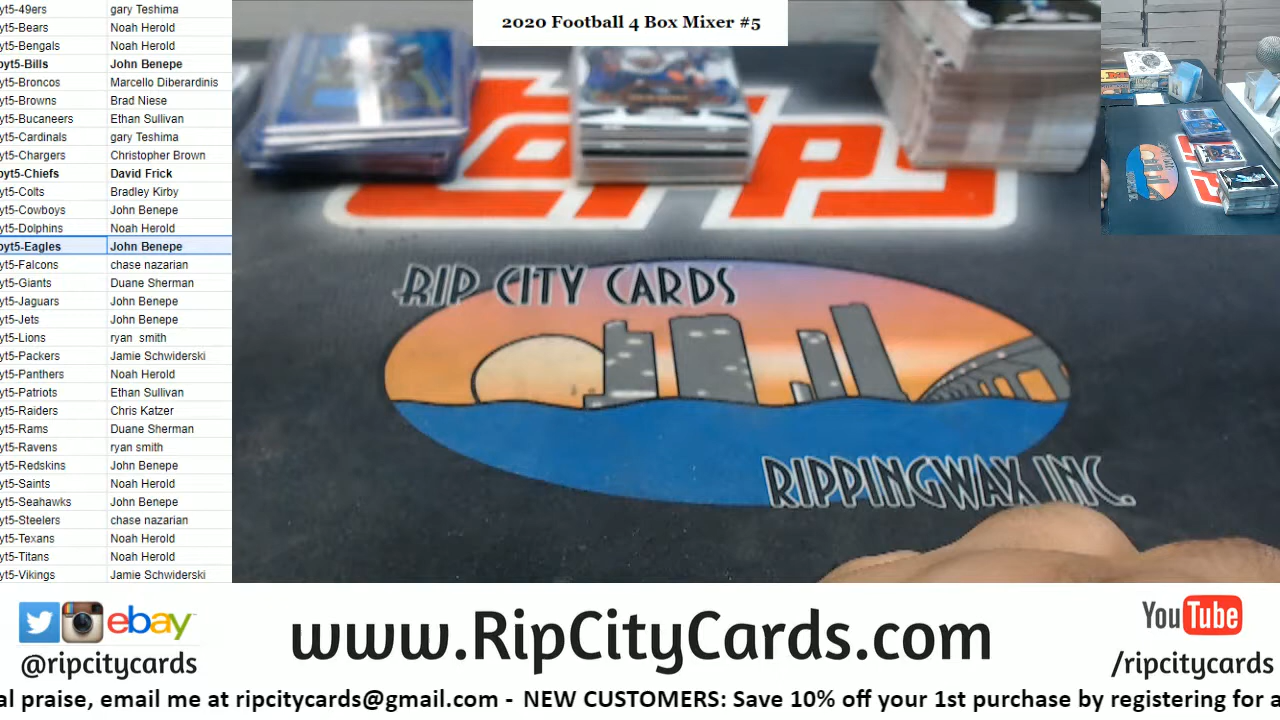 2020 Football 4 Box Mixer #5
yt5-49ers gary Teshima
yt5-Bears Noah Herold
yt5-Bengals Noah Herold
oyt5-Bills John Benepe
yt5-Broncos Marcello Diberardinis
yt5-Browns Brad Niese
yt5-Bucaneers Ethan Sullivan
yt5-Cardinals gary Teshima
yt5-Chargers Christopher Brown
oyt5-Chiefs David Frick
yt5-Colts Bradley Kirby
yt5-Cowboys John Benepe
yt5-Dolphins Noah Herold
oyt5-Eagles John Benepe
yt5-Falcons chase nazarian
yt5-Giants Duane Sherman
yt5-Jaguars John Benepe
yt5-Jets John Benepe
yt5-Lions ryan smith
yt5-Packers Jamie Schwiderski
yt5-Panthers Noah Herold
yt5-Patriots Ethan Sullivan
yt5-Raiders Chris Katzer
yt5-Rams Duane Sherman
yt5-Ravens ryan smith
yt5-Redskins John Benepe
yt5-Saints Noah Herold
yt5-Seahawks John Benepe
yt5-Steelers chase nazarian
yt5-Texans Noah Herold
yt5-Titans Noah Herold
yt5-Vikings Jamie Schwiderski
RIP CITY CARDS
RIPPINGWAX INC.
ebay
@ripcitycards
www.RipCityCards.com
YouTube
/ripcitycards
al praise, email me at ripcitycards@gmail.com - NEW CUSTOMERS: Save 10% off your 1st purchase by registering for a